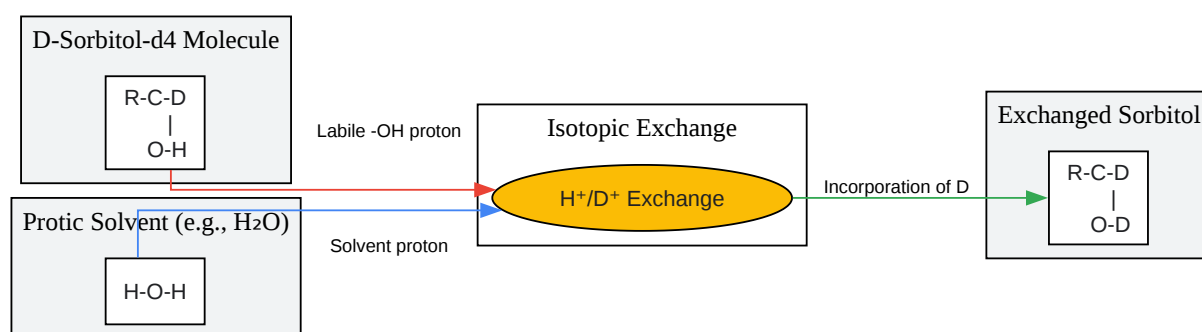 D-Sorbitol-d4 Molecule
R-C-D
|
O-H
Labile -OH proton
Protic Solvent (e.g., H₂O)
H-O-H
Solvent proton
Isotopic Exchange
H⁺/D⁺ Exchange
Incorporation of D
Exchanged Sorbitol
R-C-D
|
O-D